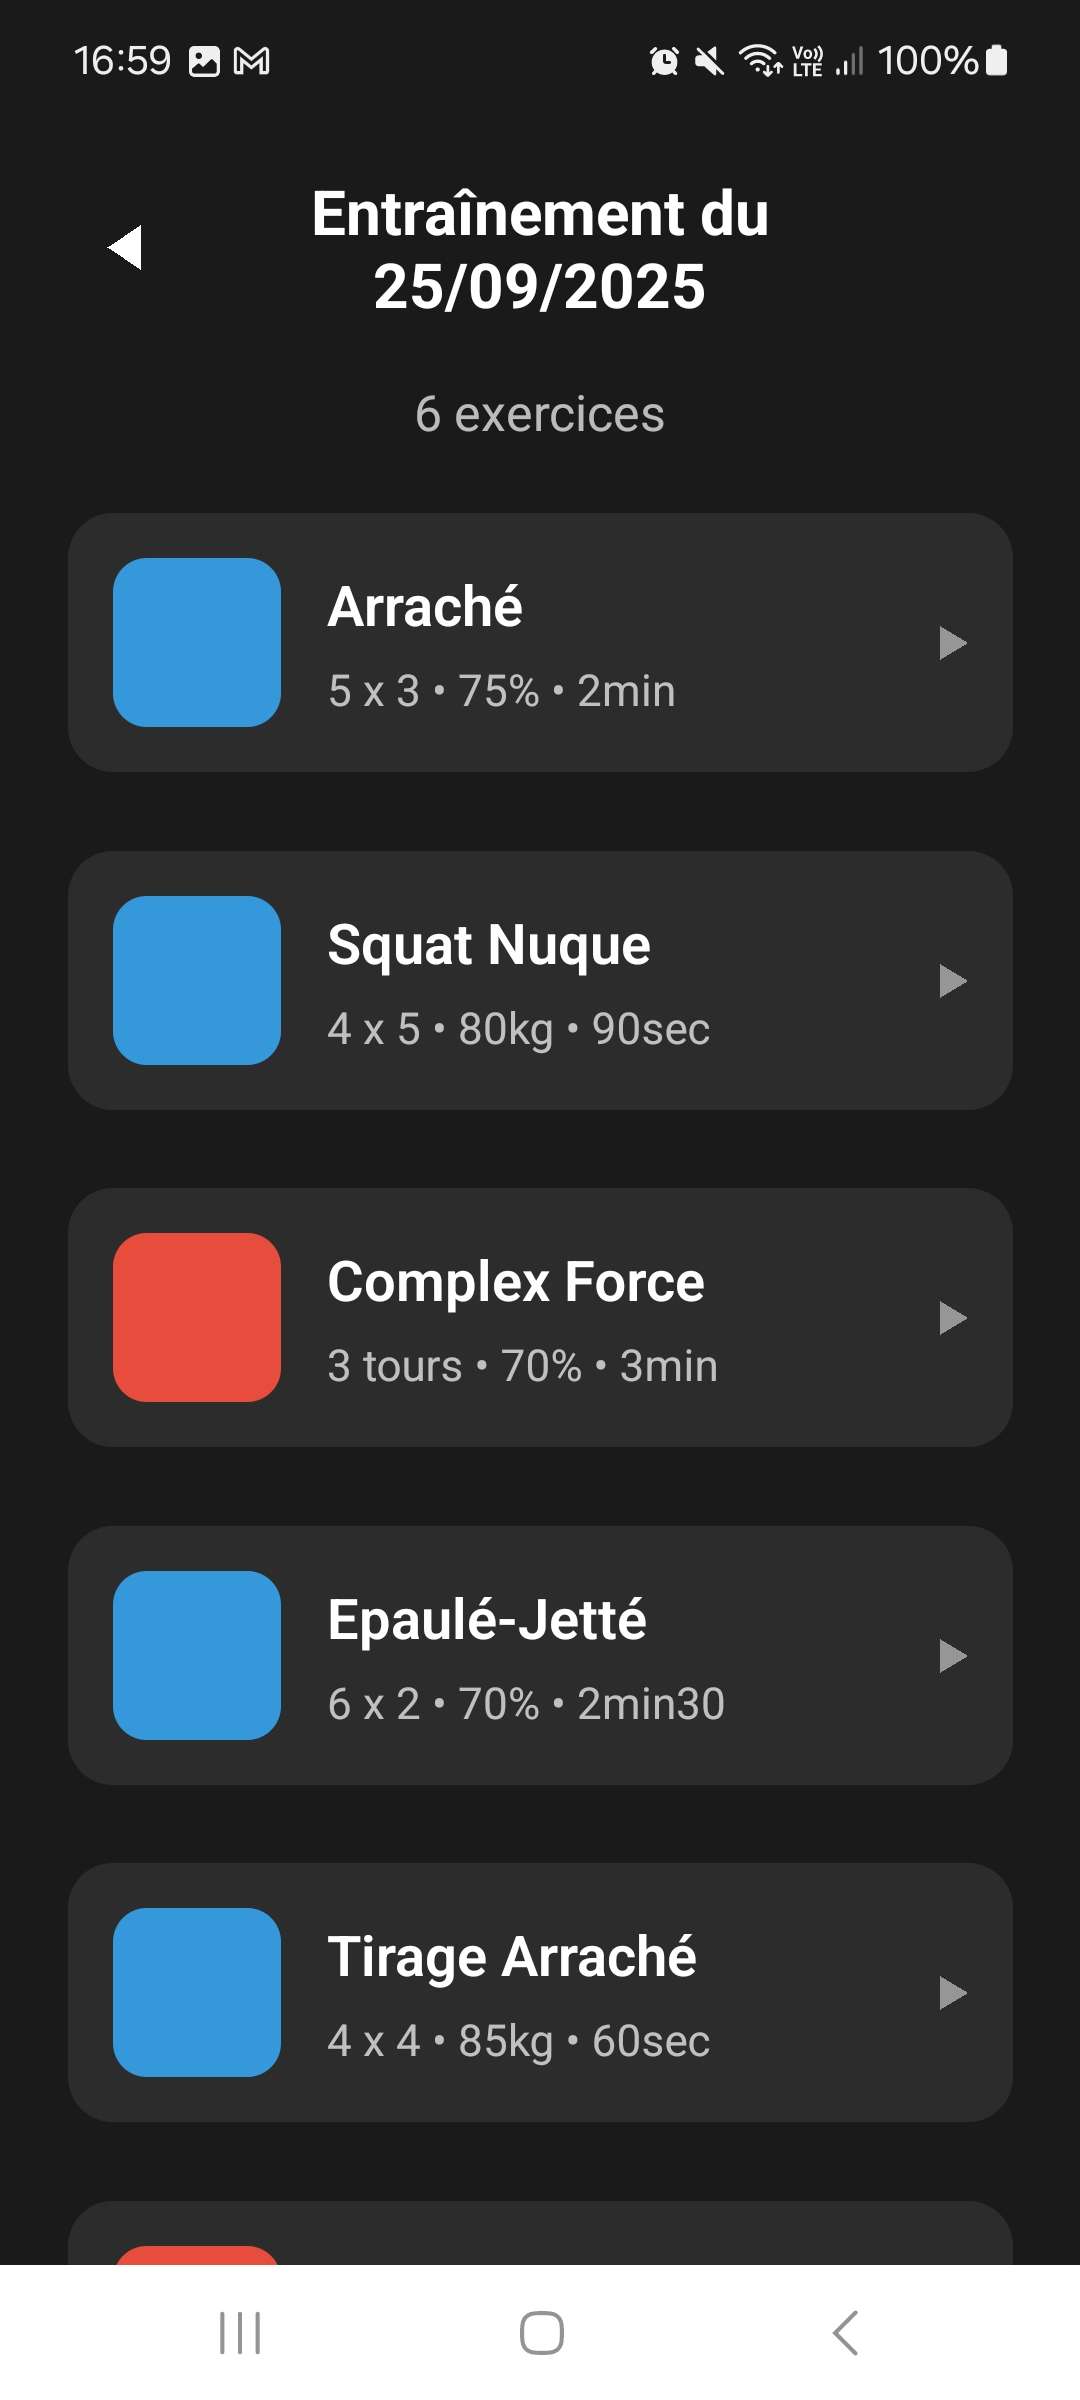 16:59
Vo))
LTE
100%
Entraînement du
25/09/2025
6 exercices
Arraché
5 x 3 • 75% • 2min
Squat Nuque
4 x 5 • 80kg • 90sec
Complex Force
3 tours • 70% • 3min
Epaulé-Jetté
6 x 2 • 70% • 2min30
Tirage Arraché
4 x 4 • 85kg • 60sec